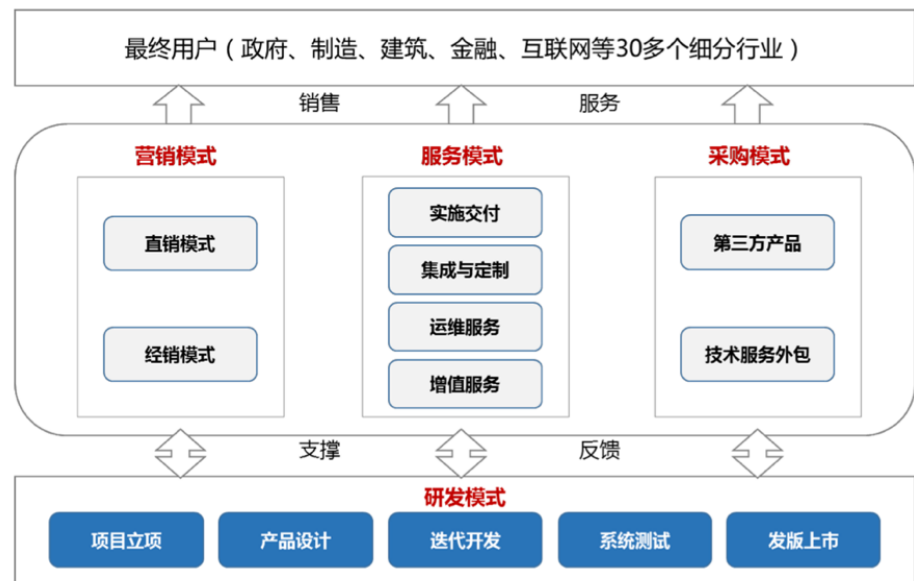 最终用户（政府、制造、建筑、金融、互联网等30多个细分行业）
销售
服务
营销模式
服务模式
采购模式
直销模式
经销模式
实施交付
集成与定制
运维服务
增值服务
第三方产品
技术服务外包
支撑
反馈
研发模式
项目立项
产品设计
迭代开发
系统测试
发版上市